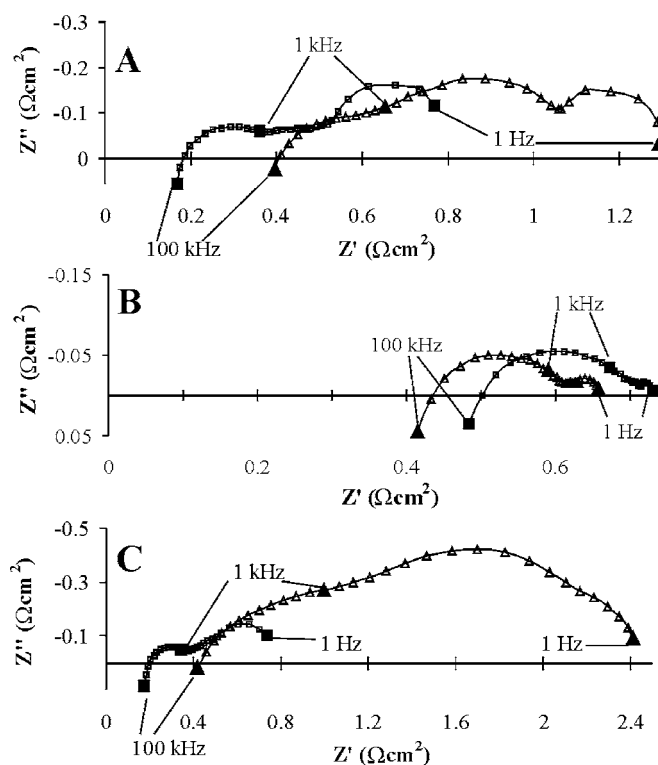 -0.3
A
1 kHz
-0.2
Z'' (Ωcm²)
-0.1
1 Hz
0
0.1
0 0.2 0.4 0.6 0.8 1 1.2
100 kHz
Z' (Ωcm²)
-0.15
B
1 kHz
100 kHz
Z'' (Ωcm²)
-0.05
1 Hz
0.05
0 0.2 0.4 0.6
Z' (Ωcm²)
-0.5
C
1 kHz
Z'' (Ωcm²)
-0.3
-0.1
1 Hz
1 Hz
0 0.4 0.8 1.2 1.6 2 2.4
100 kHz
Z' (Ωcm²)